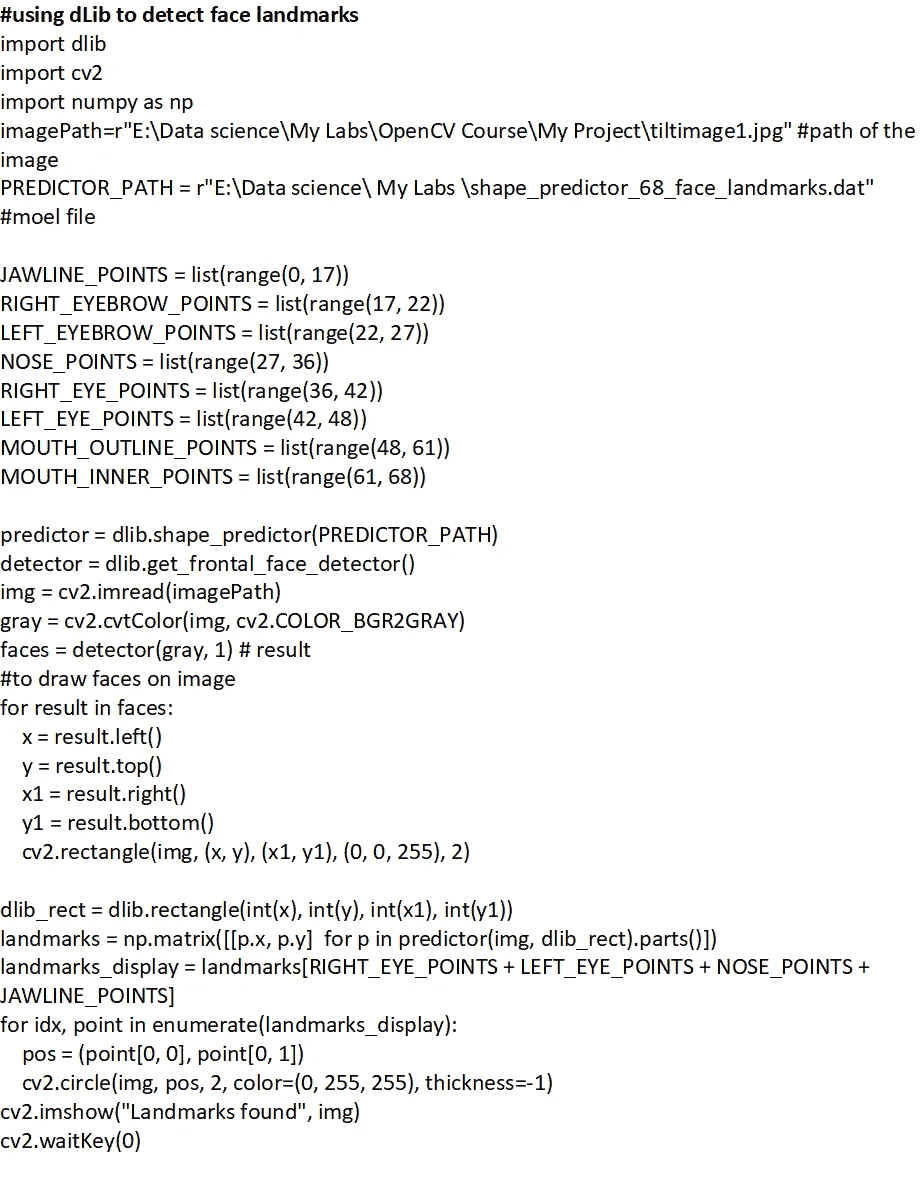 #using dLib to detect face landmarks
import dlib
import cv2
import numpy as np
imagePath=r"E:\Data science\My Labs\OpenCV Course\My Project\tiltimage1.jpg" #path of the
image
PREDICTOR_PATH = r"E:\Data science\ My Labs \shape_predictor_68_face_landmarks.dat"
#moel file

JAWLINE_POINTS = list(range(0, 17))
RIGHT_EYEBROW_POINTS = list(range(17, 22))
LEFT_EYEBROW_POINTS = list(range(22, 27))
NOSE_POINTS = list(range(27, 36))
RIGHT_EYE_POINTS = list(range(36, 42))
LEFT_EYE_POINTS = list(range(42, 48))
MOUTH_OUTLINE_POINTS = list(range(48, 61))
MOUTH_INNER_POINTS = list(range(61, 68))

predictor = dlib.shape_predictor(PREDICTOR_PATH)
detector = dlib.get_frontal_face_detector()
img = cv2.imread(imagePath)
gray = cv2.cvtColor(img, cv2.COLOR_BGR2GRAY)
faces = detector(gray, 1) # result
#to draw faces on image
for result in faces:
    x = result.left()
    y = result.top()
    x1 = result.right()
    y1 = result.bottom()
    cv2.rectangle(img, (x, y), (x1, y1), (0, 0, 255), 2)

dlib_rect = dlib.rectangle(int(x), int(y), int(x1), int(y1))
landmarks = np.matrix([[p.x, p.y]  for p in predictor(img, dlib_rect).parts()])
landmarks_display = landmarks[RIGHT_EYE_POINTS + LEFT_EYE_POINTS + NOSE_POINTS +
JAWLINE_POINTS]
for idx, point in enumerate(landmarks_display):
    pos = (point[0, 0], point[0, 1])
    cv2.circle(img, pos, 2, color=(0, 255, 255), thickness=-1)
cv2.imshow("Landmarks found", img)
cv2.waitKey(0)